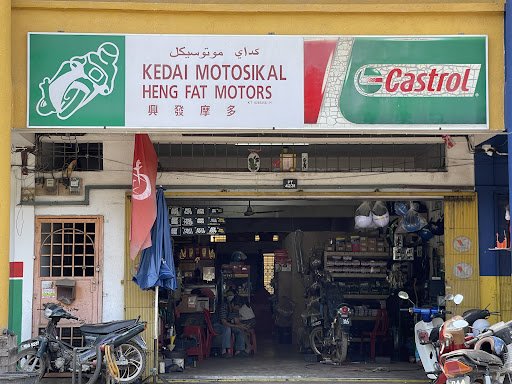 كداي موتوسيكل
KEDAI MOTOSIKAL
HENG FAT MOTORS
興 發 摩 多
Castrol